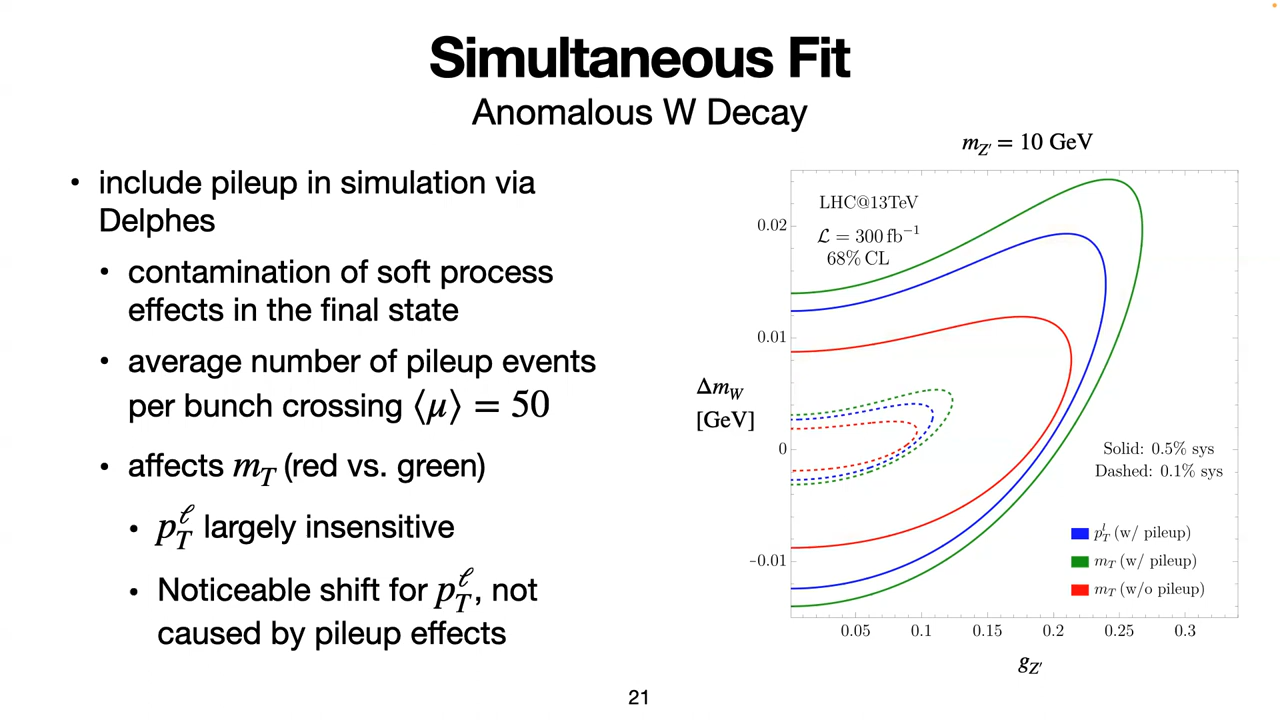 Simultaneous Fit
Anomalous W Decay
• include pileup in simulation via
Delphes
• contamination of soft process
effects in the final state
• average number of pileup events
per bunch crossing ⟨μ⟩ = 50
• affects m_T (red vs. green)
• p_T^ℓ largely insensitive
• Noticeable shift for p_T^ℓ, not
caused by pileup effects
m_Z′ = 10 GeV
LHC@13TeV
ℒ = 300 fb⁻¹
68% CL
0.02
0.01
Δm_W
[GeV]
0
−0.01
Solid: 0.5% sys
Dashed: 0.1% sys
p_T^l (w/ pileup)
m_T (w/ pileup)
m_T (w/o pileup)
0.05 0.1 0.15 0.2 0.25 0.3
g_Z′
21